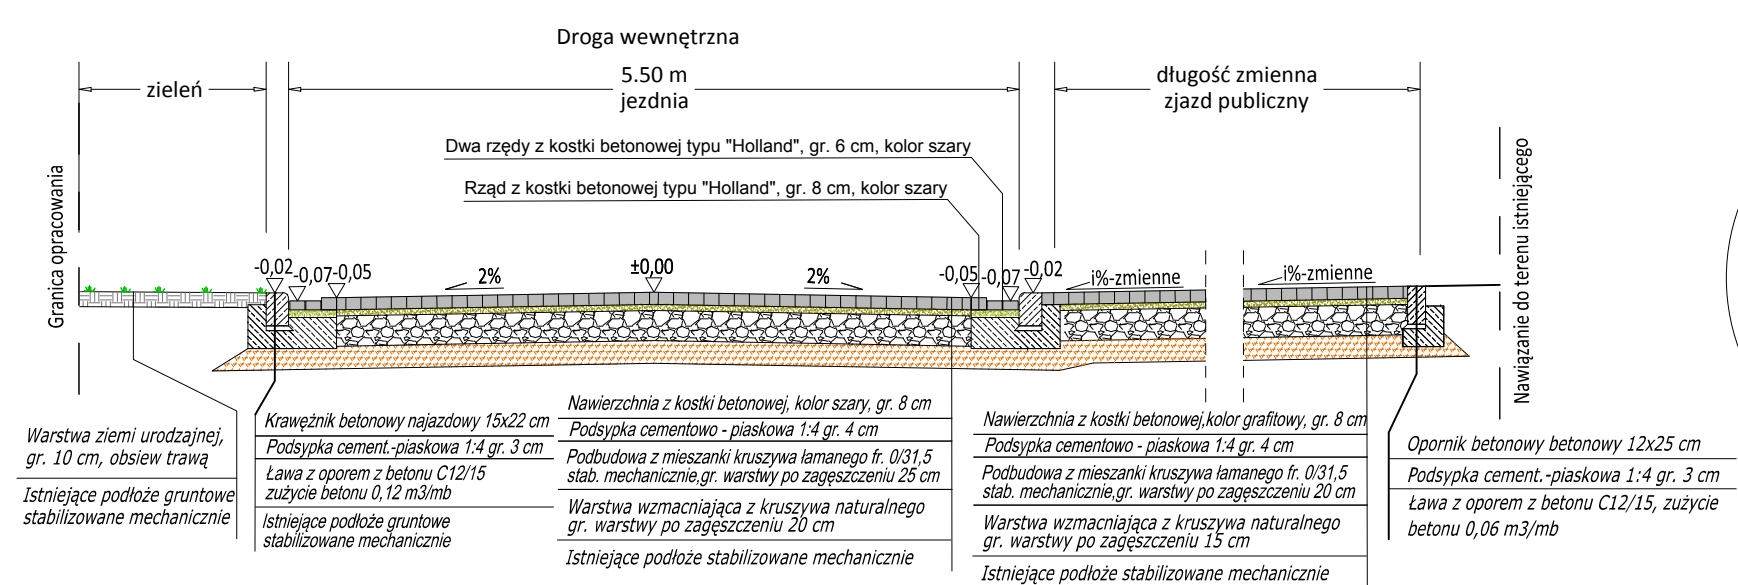 Droga wewnętrzna
zieleń
5.50 m
jezdnia
długość zmienna
zjazd publiczny
Dwa rzędy z kostki betonowej typu "Holland", gr. 6 cm, kolor szary
Rząd z kostki betonowej typu "Holland", gr. 8 cm, kolor szary
Granica opracowania
Nawiązanie do terenu istniejącego
-0,02
-0,07
-0,05
2%
±0,00
2%
-0,05
-0,07
-0,02
i%-zmienne
i%-zmienne
Warstwa ziemi urodzajnej,
gr. 10 cm, obsiew trawą
Istniejące podłoże gruntowe
stabilizowane mechanicznie
Krawężnik betonowy najazdowy 15x22 cm
Podsypka cement.-piaskowa 1:4 gr. 3 cm
Ława z oporem z betonu C12/15
zużycie betonu 0,12 m3/mb
Istniejące podłoże gruntowe
stabilizowane mechanicznie
Nawierzchnia z kostki betonowej, kolor szary, gr. 8 cm
Podsypka cementowo - piaskowa 1:4 gr. 4 cm
Podbudowa z mieszanki kruszywa łamanego fr. 0/31,5
stab. mechanicznie,gr. warstwy po zagęszczeniu 25 cm
Warstwa wzmacniająca z kruszywa naturalnego
gr. warstwy po zagęszczeniu 20 cm
Istniejące podłoże stabilizowane mechanicznie
Nawierzchnia z kostki betonowej,kolor grafitowy, gr. 8 cm
Podsypka cementowo - piaskowa 1:4 gr. 4 cm
Podbudowa z mieszanki kruszywa łamanego fr. 0/31,5
stab. mechanicznie,gr. warstwy po zagęszczeniu 20 cm
Warstwa wzmacniająca z kruszywa naturalnego
gr. warstwy po zagęszczeniu 15 cm
Istniejące podłoże stabilizowane mechanicznie
Opornik betonowy betonowy 12x25 cm
Podsypka cement.-piaskowa 1:4 gr. 3 cm
Ława z oporem z betonu C12/15, zużycie
betonu 0,06 m3/mb